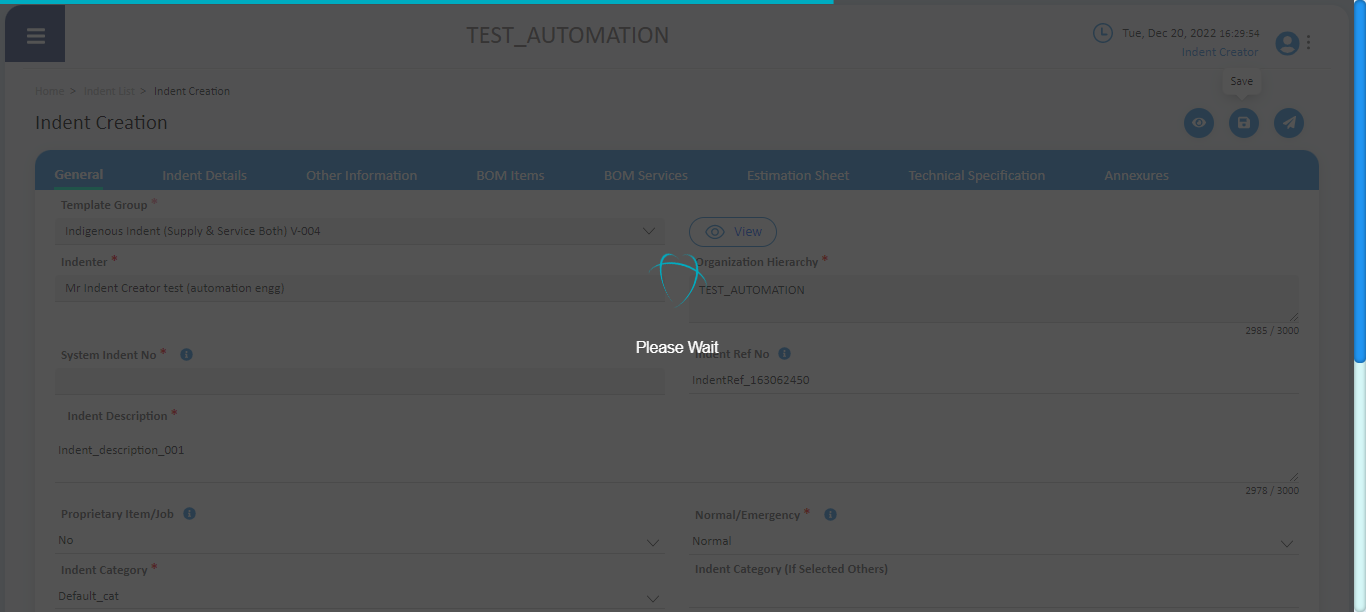 TEST_AUTOMATION
Tue, Dec 20, 2022 16:29:54
Indent Creator
Save
Home > Indent List > Indent Creation
Indent Creation
General Indent Details Other Information BOM Items BOM Services Estimation Sheet Technical Specification Annexures
Template Group *
Indigenous Indent (Supply & Service Both) V-004 View
Indenter * Organization Hierarchy *
Mr Indent Creator test (automation engg) TEST_AUTOMATION
2985 / 3000
Please Wait
System Indent No * Indent Ref No
IndentRef_163062450
Indent Description *
Indent_description_001
2978 / 3000
Proprietary Item/Job Normal/Emergency *
No Normal
Indent Category * Indent Category (If Selected Others)
Default_cat